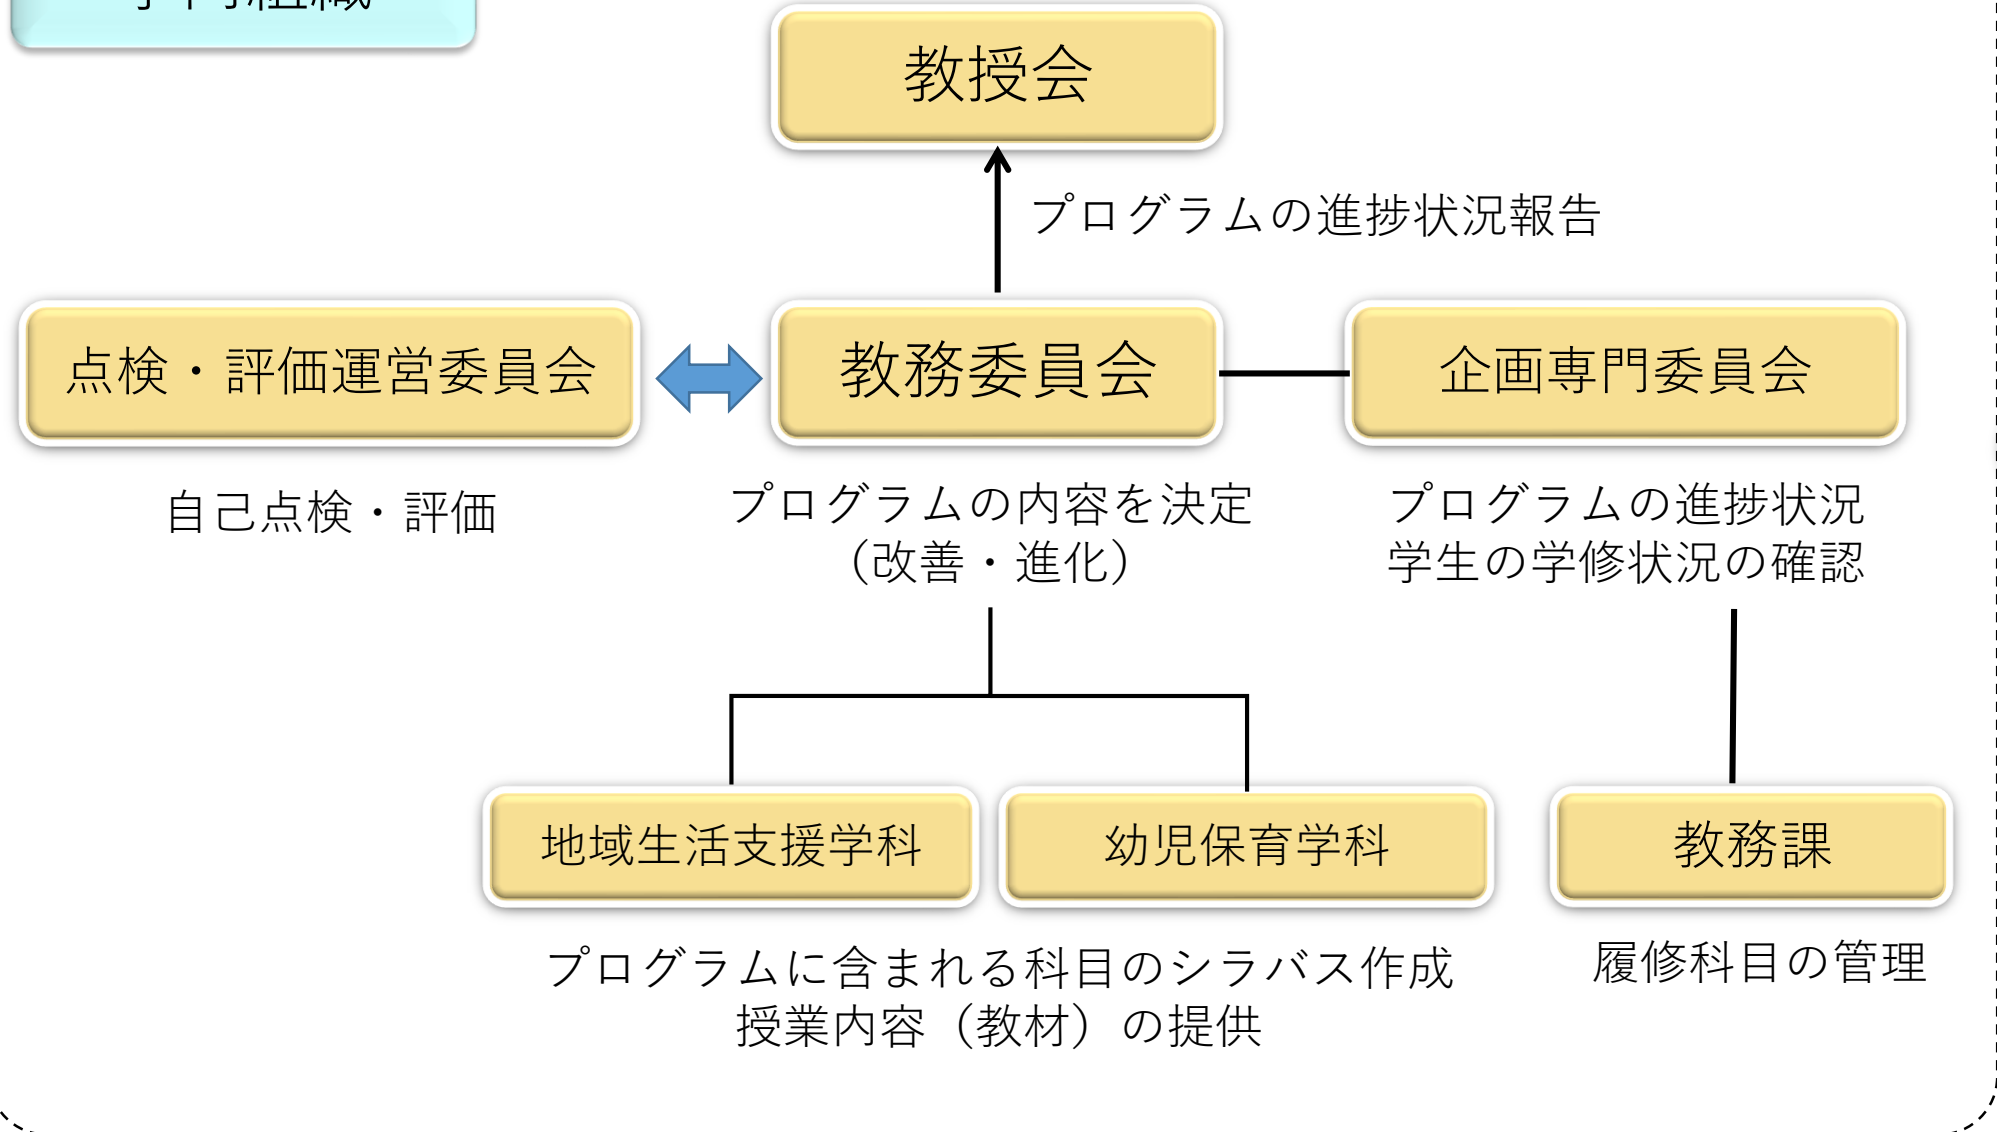 組織
教授会
プログラムの進捗状況報告
点検・評価運営委員会
教務委員会
企画専門委員会
自己点検・評価
プログラムの内容を決定
（改善・進化）
プログラムの進捗状況
学生の学修状況の確認
地域生活支援学科
幼児保育学科
教務課
プログラムに含まれる科目のシラバス作成
授業内容（教材）の提供
履修科目の管理